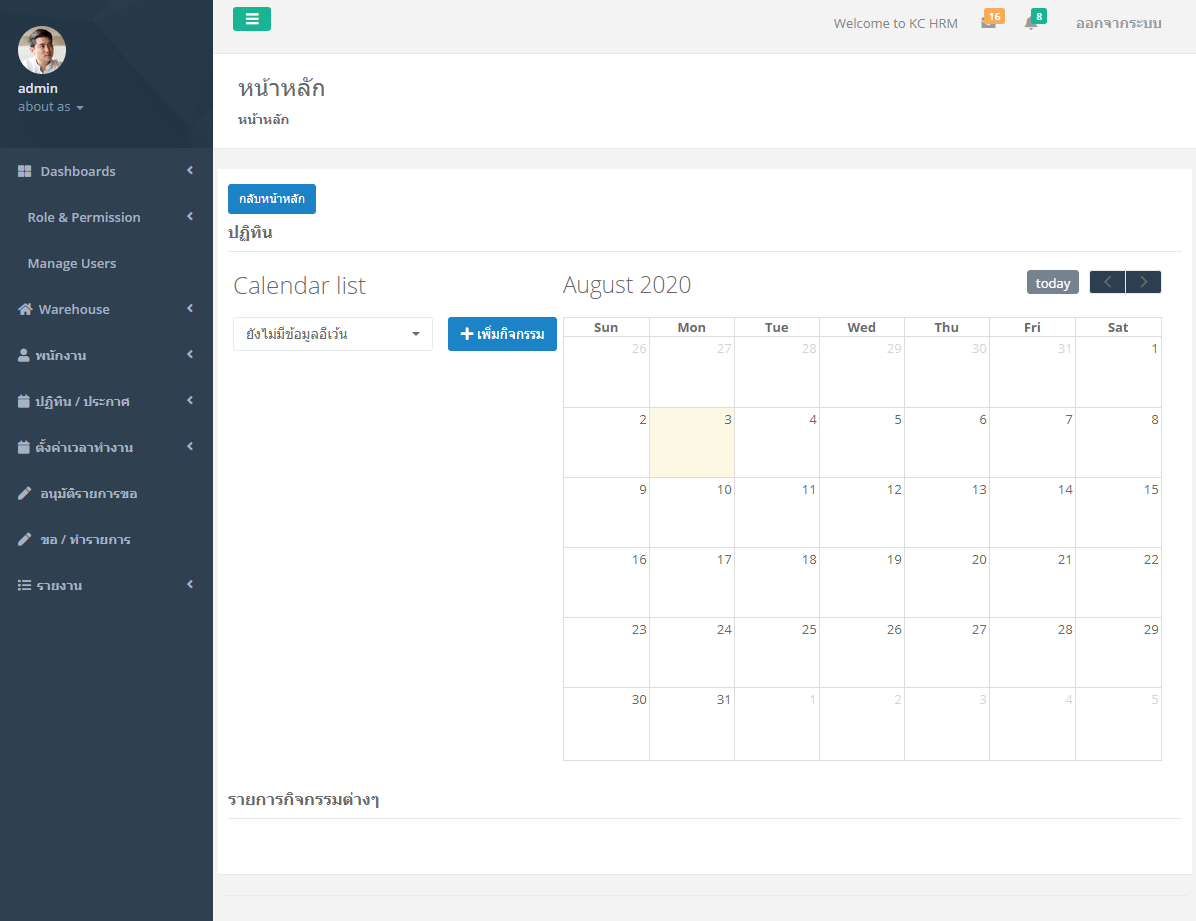 admin
about as
Dashboards
Role & Permission
Manage Users
Warehouse
พนักงาน
ปฏิทิน / ประกาศ
ตั้งค่าเวลาทำงาน
อนุมัติรายการขอ
ขอ / ทำรายการ
รายงาน
Welcome to KC HRM 16 8 ออกจากระบบ
หน้าหลัก
หน้าหลัก
กลับหน้าหลัก
ปฏิทิน
Calendar list
ยังไม่มีข้อมูลอีเว้น
เพิ่มกิจกรรม
August 2020
today
Sun Mon Tue Wed Thu Fri Sat
26 27 28 29 30 31 1
2 3 4 5 6 7 8
9 10 11 12 13 14 15
16 17 18 19 20 21 22
23 24 25 26 27 28 29
30 31 1 2 3 4 5
รายการกิจกรรมต่างๆ